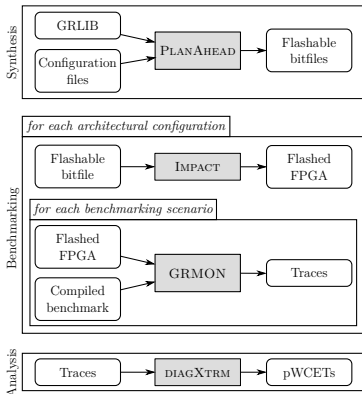 Synthesis
GRLIB
Configuration
files
PLANAHEAD
Flashable
bitfiles
Benchmarking
for each architectural configuration
Flashable
bitfile
IMPACT
Flashed
FPGA
for each benchmarking scenario
Flashed
FPGA
Compiled
benchmark
GRMON
Traces
Analysis
Traces
DIAGXTRM
pWCETs